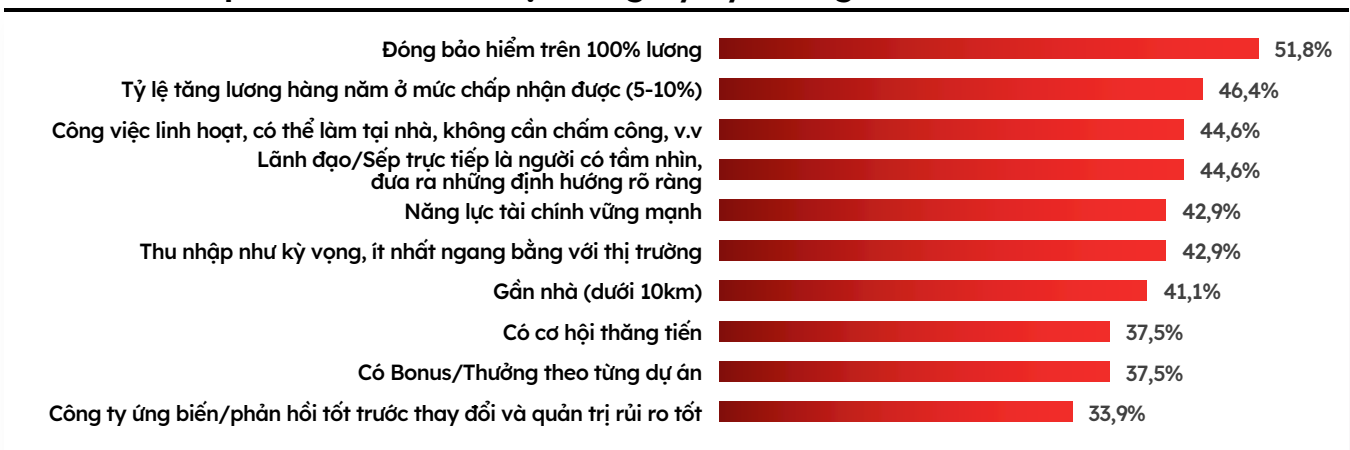 Đóng bảo hiểm trên 100% lương 51,8%
Tỷ lệ tăng lương hàng năm ở mức chấp nhận được (5-10%) 46,4%
Công việc linh hoạt, có thể làm tại nhà, không cần chấm công, v.v 44,6%
Lãnh đạo/Sếp trực tiếp là người có tầm nhìn,
đưa ra những định hướng rõ ràng 44,6%
Năng lực tài chính vững mạnh 42,9%
Thu nhập như kỳ vọng, ít nhất ngang bằng với thị trường 42,9%
Gần nhà (dưới 10km) 41,1%
Có cơ hội thăng tiến 37,5%
Có Bonus/Thưởng theo từng dự án 37,5%
Công ty ứng biến/phản hồi tốt trước thay đổi và quản trị rủi ro tốt 33,9%